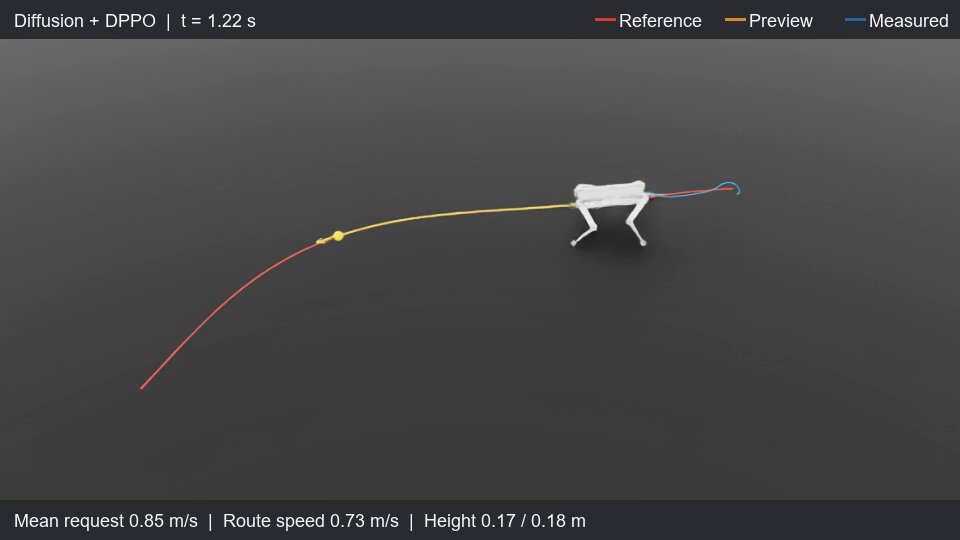 Diffusion + DPPO | t = 1.22 s
Reference
Preview
Measured
Mean request 0.85 m/s | Route speed 0.73 m/s | Height 0.17 / 0.18 m